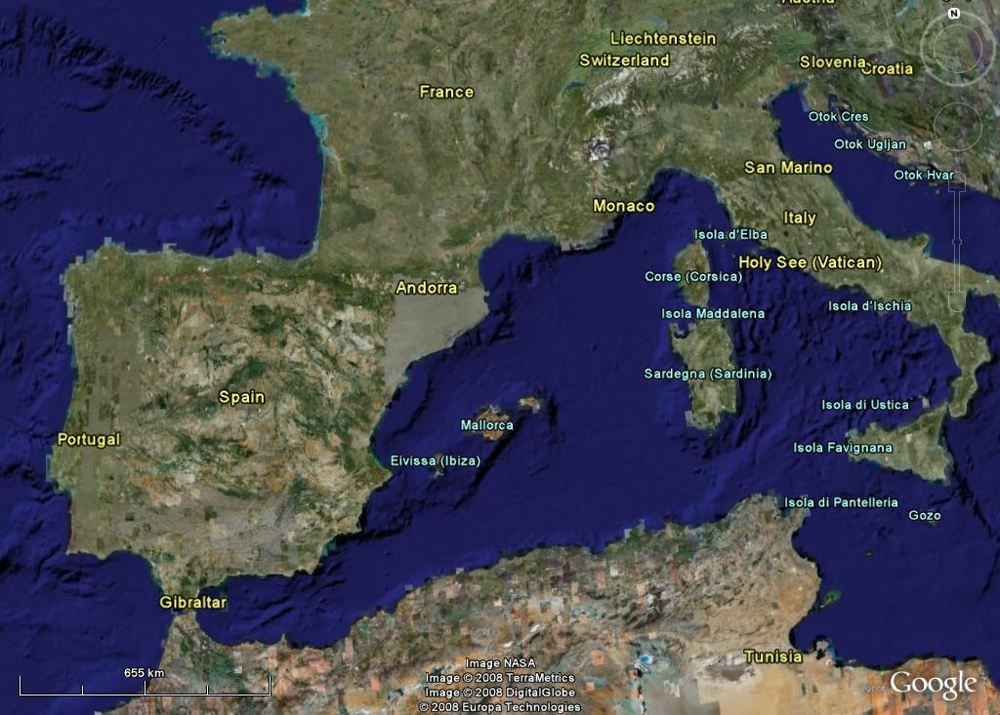 Austria
N
Liechtenstein
Switzerland
Slovenia
Croatia
France
Otok Cres
Otok Ugljan
San Marino
Otok Hvar
Monaco
Italy
Isola d'Elba
Holy See (Vatican)
Corse (Corsica)
Andorra
Isola d'Ischia
Isola Maddalena
Sardegna (Sardinia)
Spain
Isola di Ustica
Mallorca
Portugal
Isola Favignana
Eivissa (Ibiza)
Isola di Pantelleria
Gozo
Gibraltar
Tunisia
655 km
Image NASA
Image © 2008 TerraMetrics
Image © 2008 DigitalGlobe
© 2008 Europa Technologies
©2008 Google™